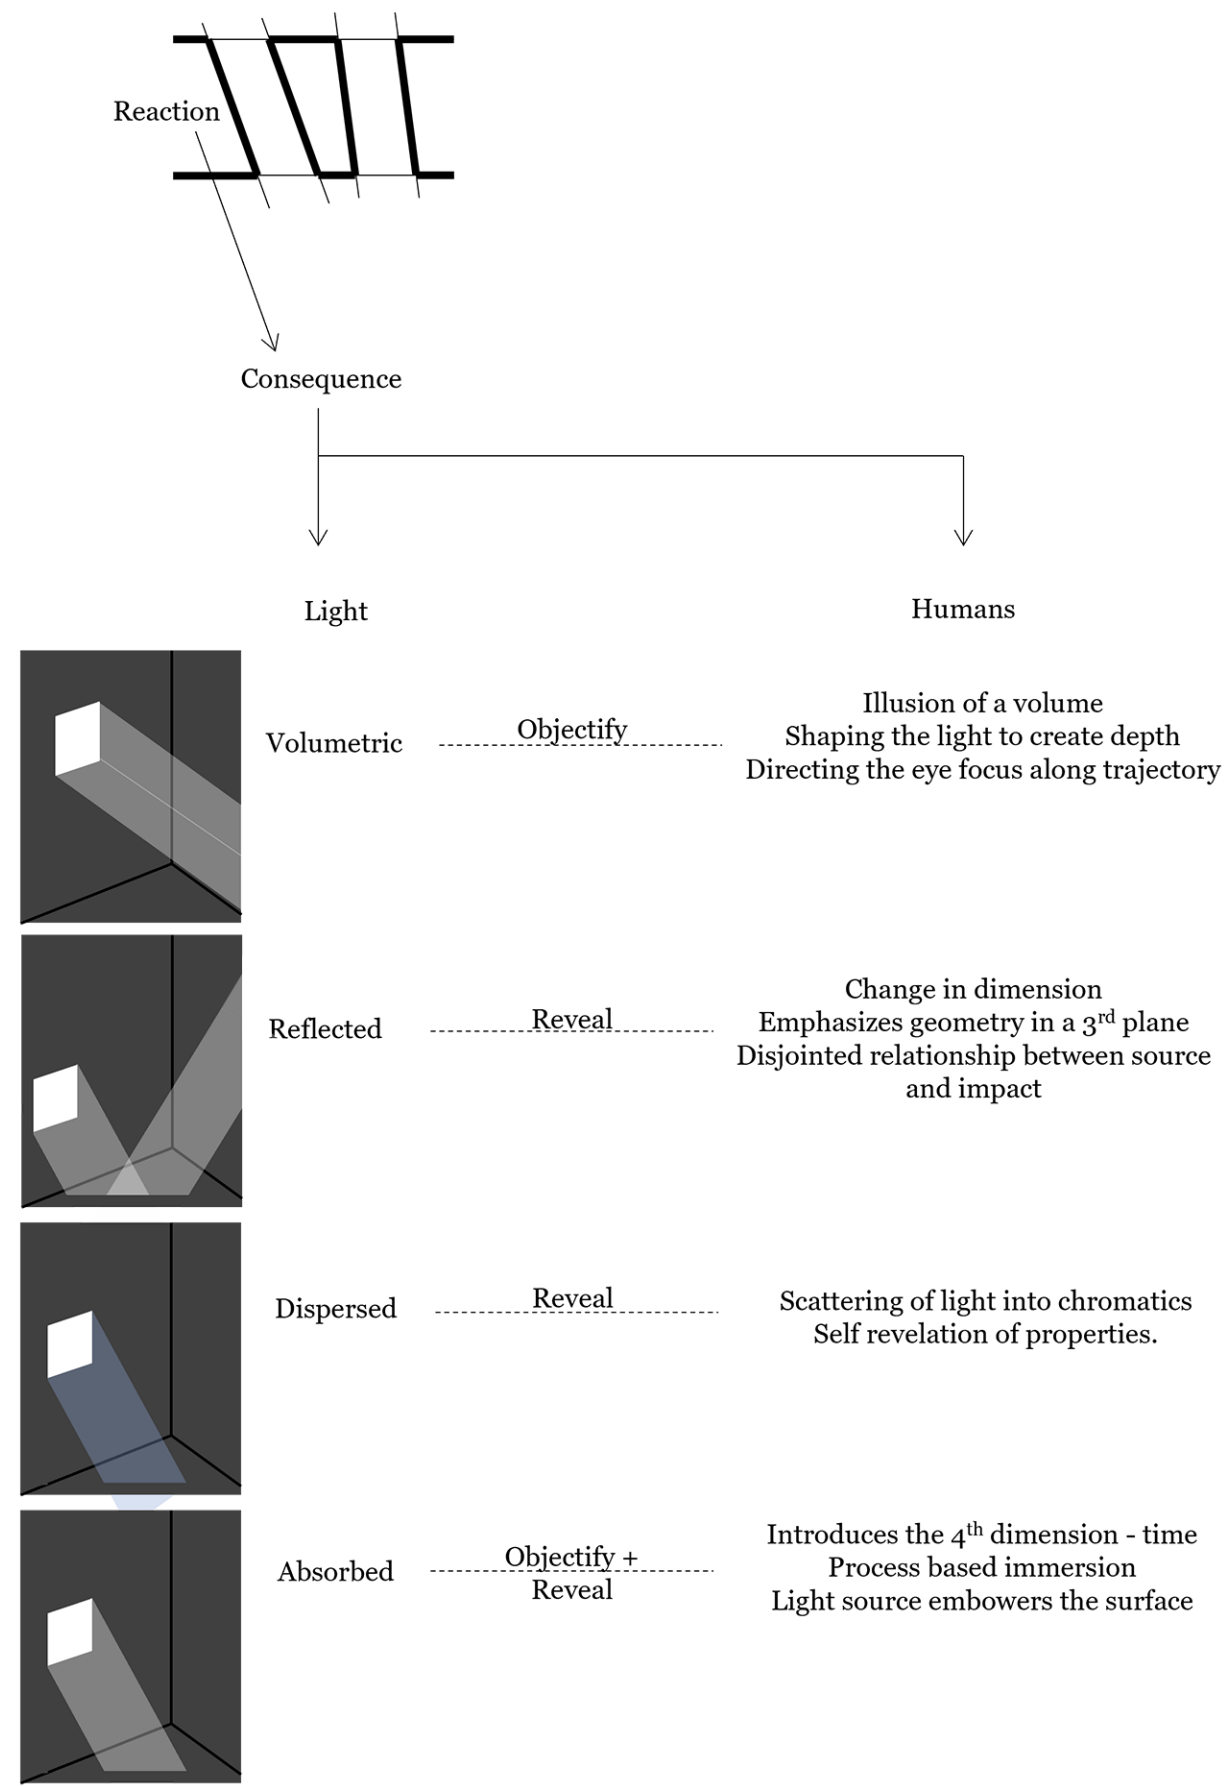 Reaction
Consequence
Light
Humans
Volumetric
Objectify
Illusion of a volume
Shaping the light to create depth
Directing the eye focus along trajectory
Reflected
Reveal
Change in dimension
Emphasizes geometry in a 3rd plane
Disjointed relationship between source
and impact
Dispersed
Reveal
Scattering of light into chromatics
Self revelation of properties.
Absorbed
Objectify +
Reveal
Introduces the 4th dimension - time
Process based immersion
Light source embowers the surface